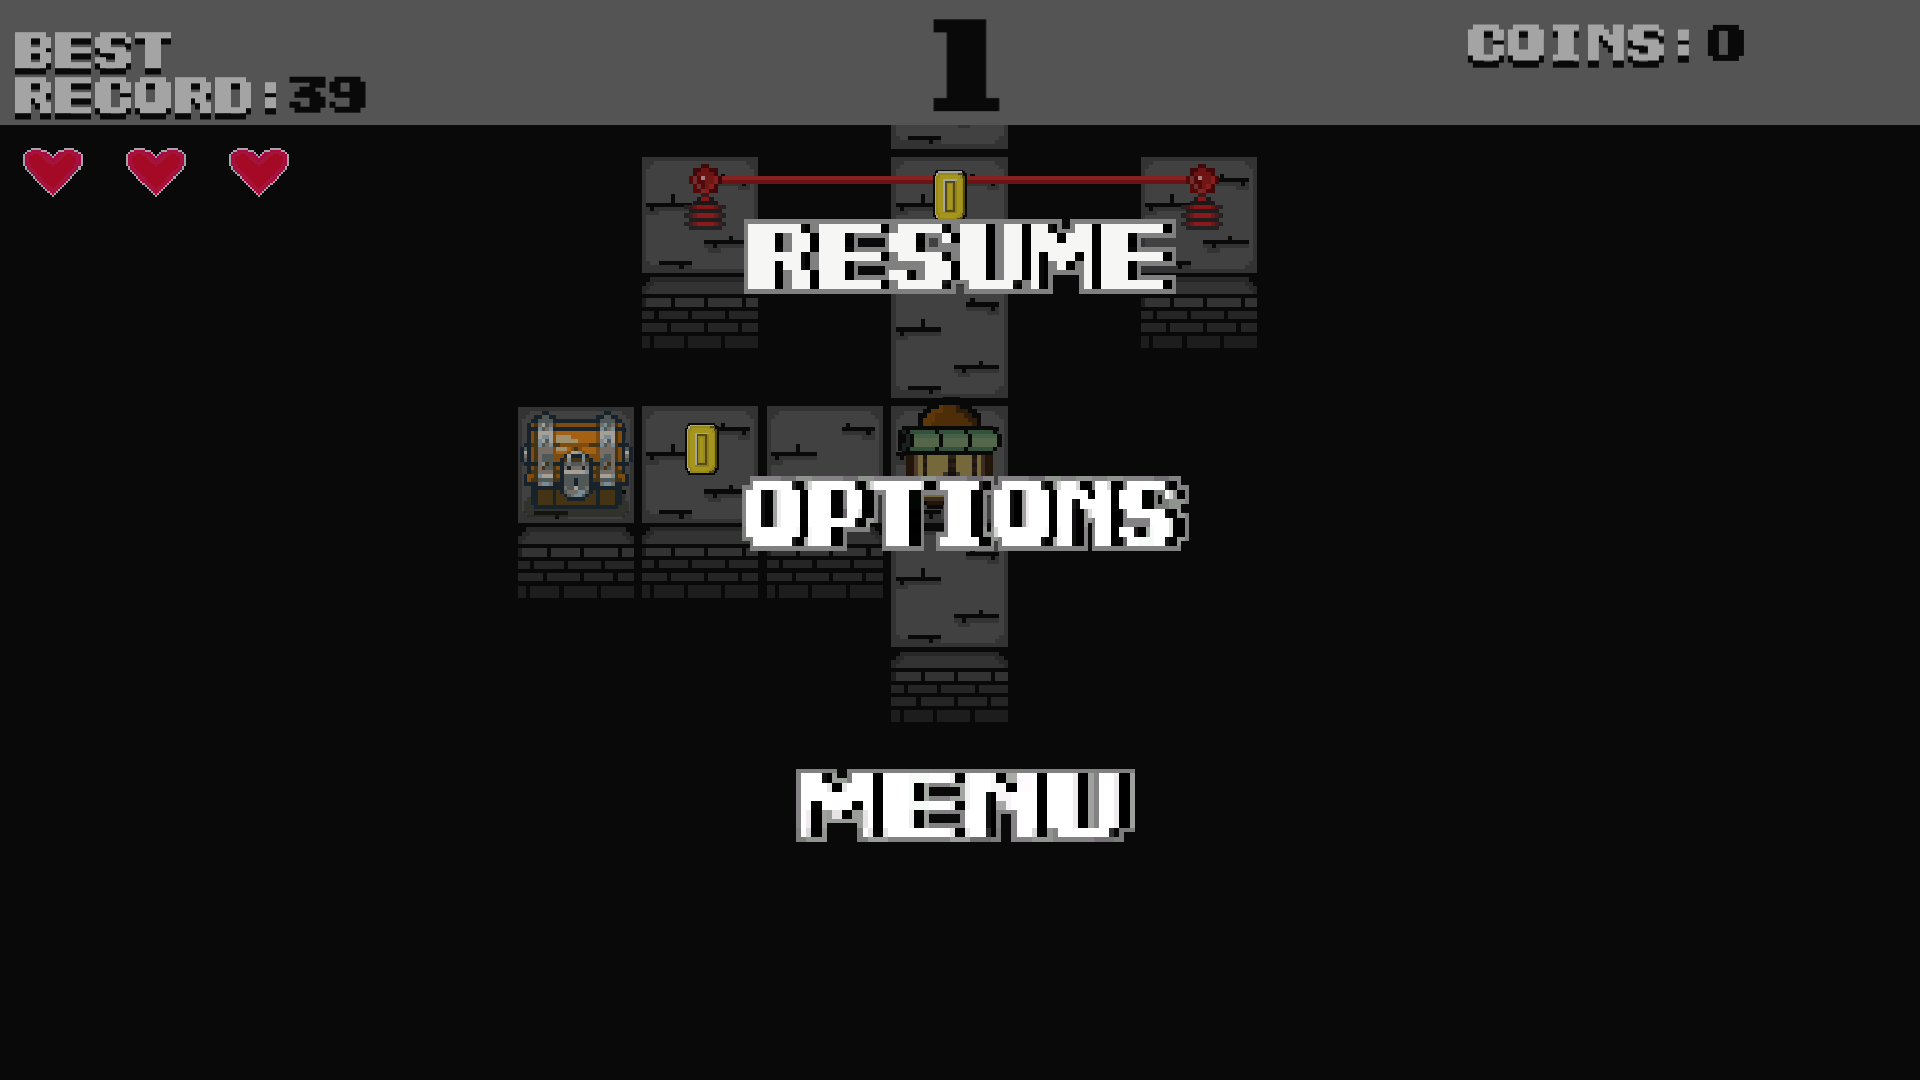 BEST
RECORD:39
1
COINS:0
RESUME
OPTIONS
MENU